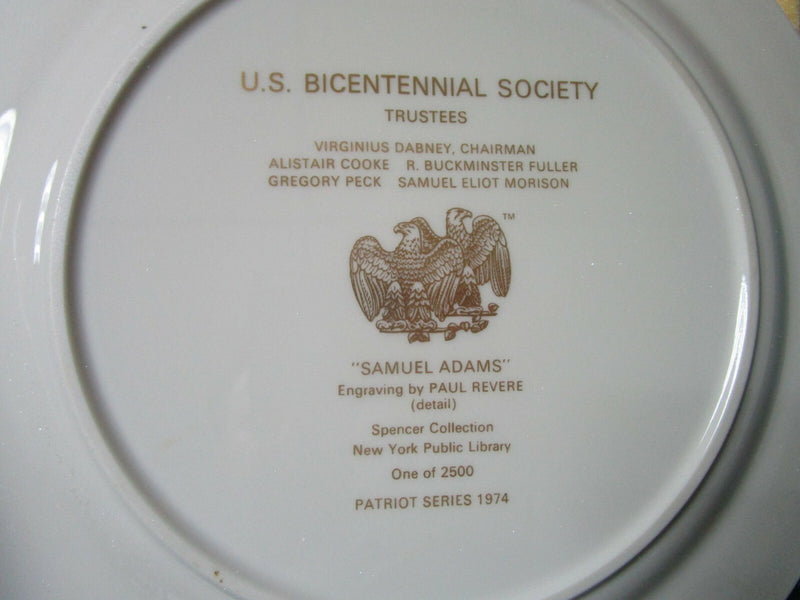 U.S. BICENTENNIAL SOCIETY
TRUSTEES
VIRGINIUS DABNEY, CHAIRMAN
ALISTAIR COOKE R. BUCKMINSTER FULLER
GREGORY PECK SAMUEL ELIOT MORISON
TM
"SAMUEL ADAMS"
Engraving by PAUL REVERE
(detail)
Spencer Collection
New York Public Library
One of 2500
PATRIOT SERIES 1974